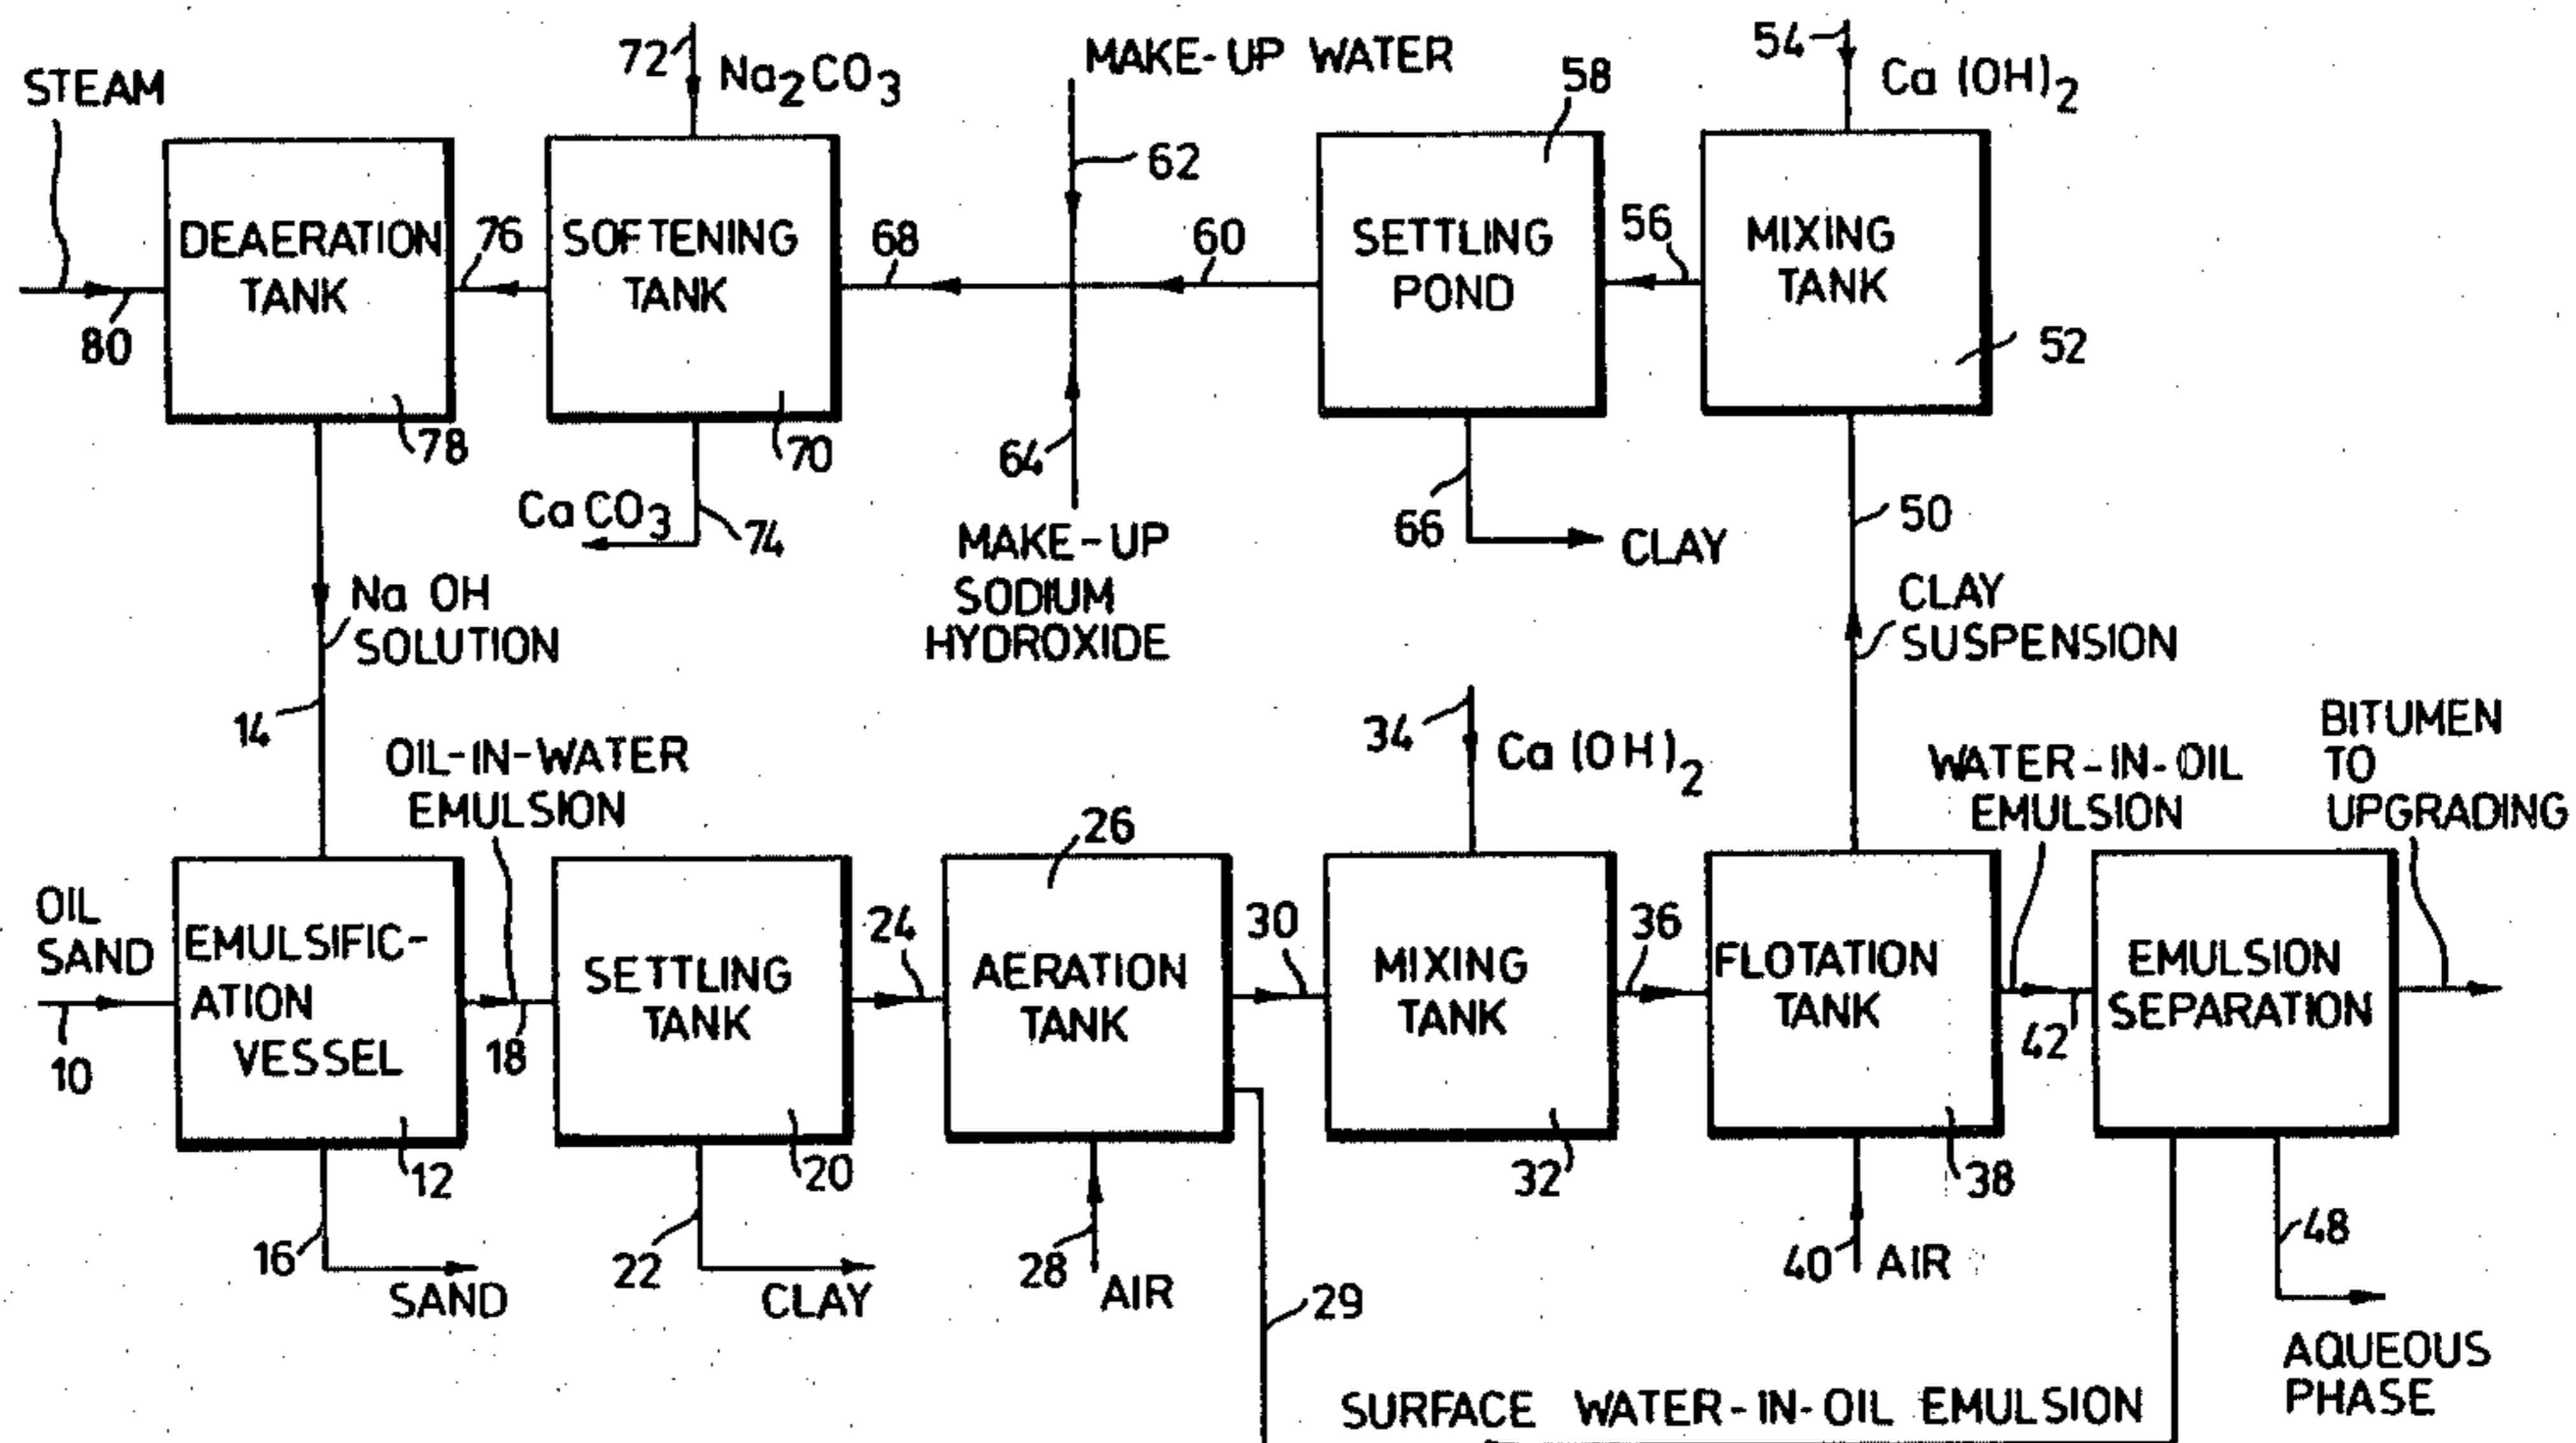 STEAM
80
DEAERATION
TANK
78
76
72
Na2CO3
SOFTENING
TANK
70
CaCO3
74
68
MAKE-UP WATER
62
60
64
MAKE-UP
SODIUM
HYDROXIDE
58
SETTLING
POND
66
CLAY
56
54
Ca (OH)2
MIXING
TANK
52
50
CLAY
SUSPENSION
Na OH
SOLUTION
14
OIL
SAND
10
EMULSIFIC-
ATION
VESSEL
12
16
SAND
OIL-IN-WATER
EMULSION
18
SETTLING
TANK
20
22
CLAY
24
26
AERATION
TANK
28
AIR
29
30
34
Ca (OH)2
MIXING
TANK
32
36
FLOTATION
TANK
38
40
AIR
WATER-IN-OIL
EMULSION
42
EMULSION
SEPARATION
BITUMEN
TO
UPGRADING
48
AQUEOUS
PHASE
SURFACE WATER-IN-OIL EMULSION